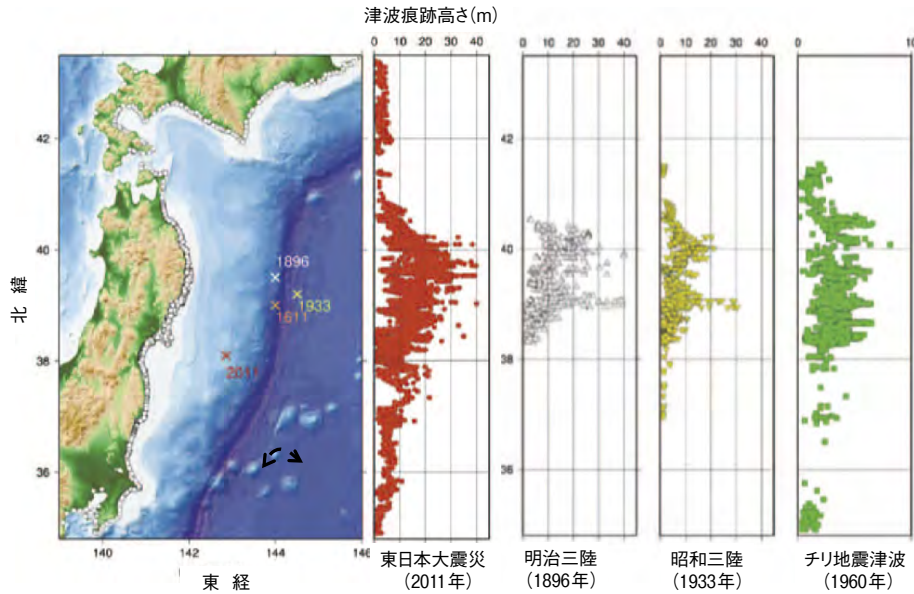 津波痕跡高さ(m)
0 10 20 30 40
0 10 20 30 40
0 10 20 30 40
0 10
42
40
38
36
42
40
38
36
北緯
1896
1933
1611
2011
140 142 144 146
東経
東日本大震災
(2011年)
明治三陸
(1896年)
昭和三陸
(1933年)
チリ地震津波
(1960年)